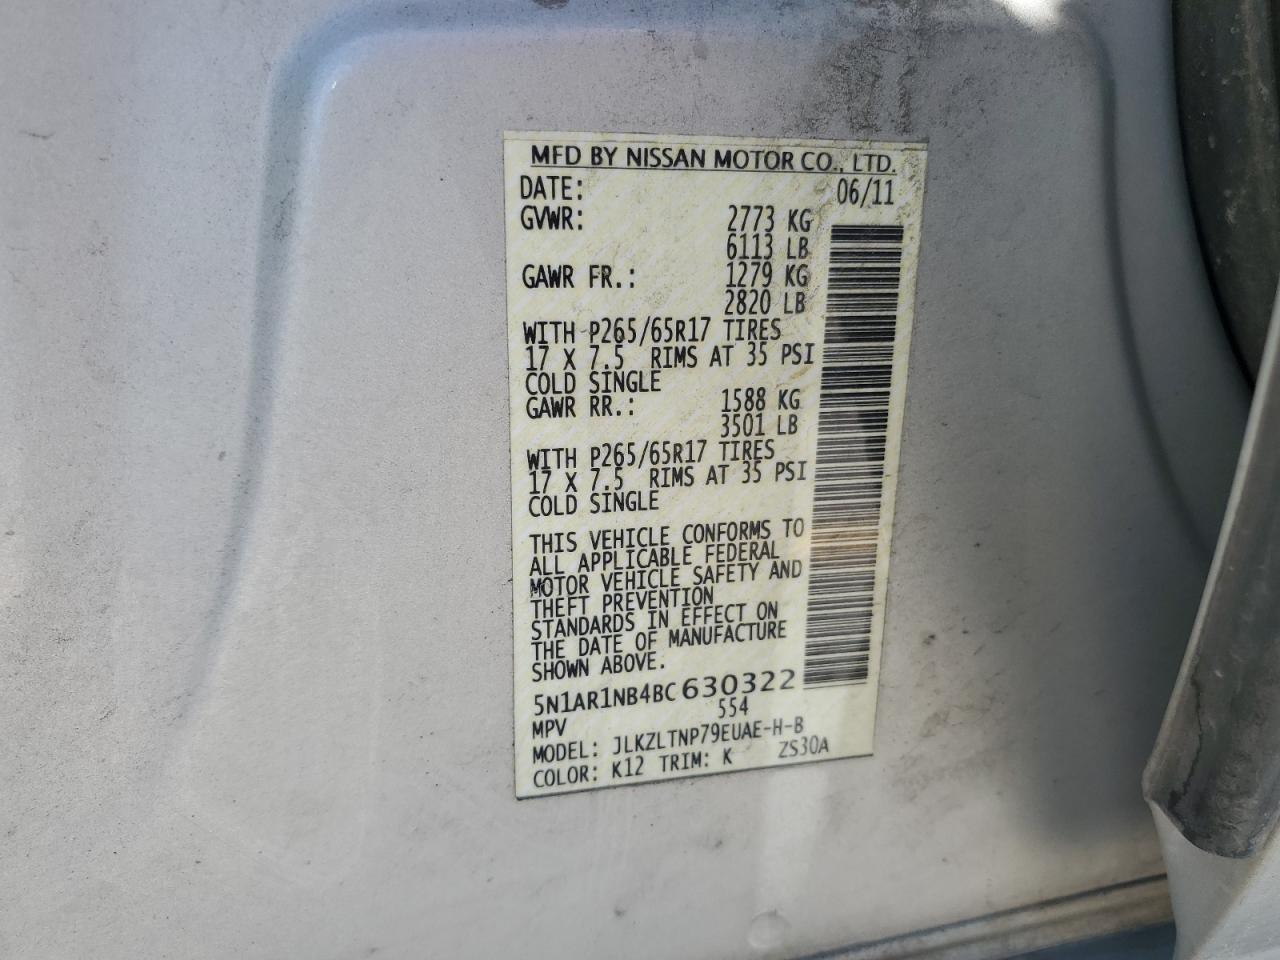 MFD BY NISSAN MOTOR CO., LTD.
DATE: 06/11
GVWR: 2773 KG
6113 LB
GAWR FR.: 1279 KG
2820 LB
WITH P265/65R17 TIRES
17 X 7.5 RIMS AT 35 PSI
COLD SINGLE
GAWR RR.: 1588 KG
3501 LB
WITH P265/65R17 TIRES
17 X 7.5 RIMS AT 35 PSI
COLD SINGLE
THIS VEHICLE CONFORMS TO
ALL APPLICABLE FEDERAL
MOTOR VEHICLE SAFETY AND
THEFT PREVENTION
STANDARDS IN EFFECT ON
THE DATE OF MANUFACTURE
SHOWN ABOVE.
5N1AR1NB4BC630322
MPV 554
MODEL: JLKZLTNP79EUAE-H-B
COLOR: K12 TRIM: K ZS30A